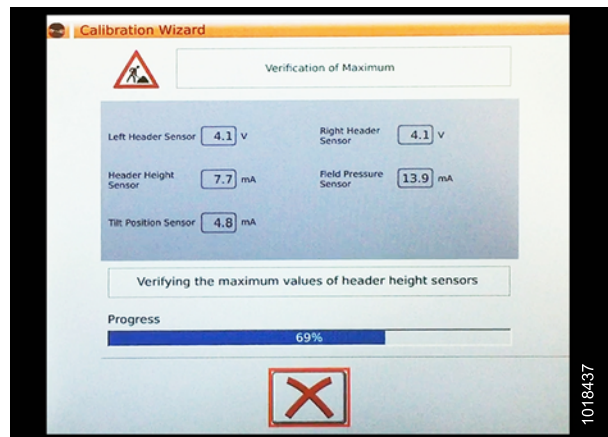 Calibration Wizard
Verification of Maximum
Left Header Sensor 4.1 V
Right Header
Sensor 4.1 V
Header Height
Sensor 7.7 mA
Field Pressure
Sensor 13.9 mA
Tilt Position Sensor 4.8 mA
Verifying the maximum values of header height sensors
Progress
69%
1018437